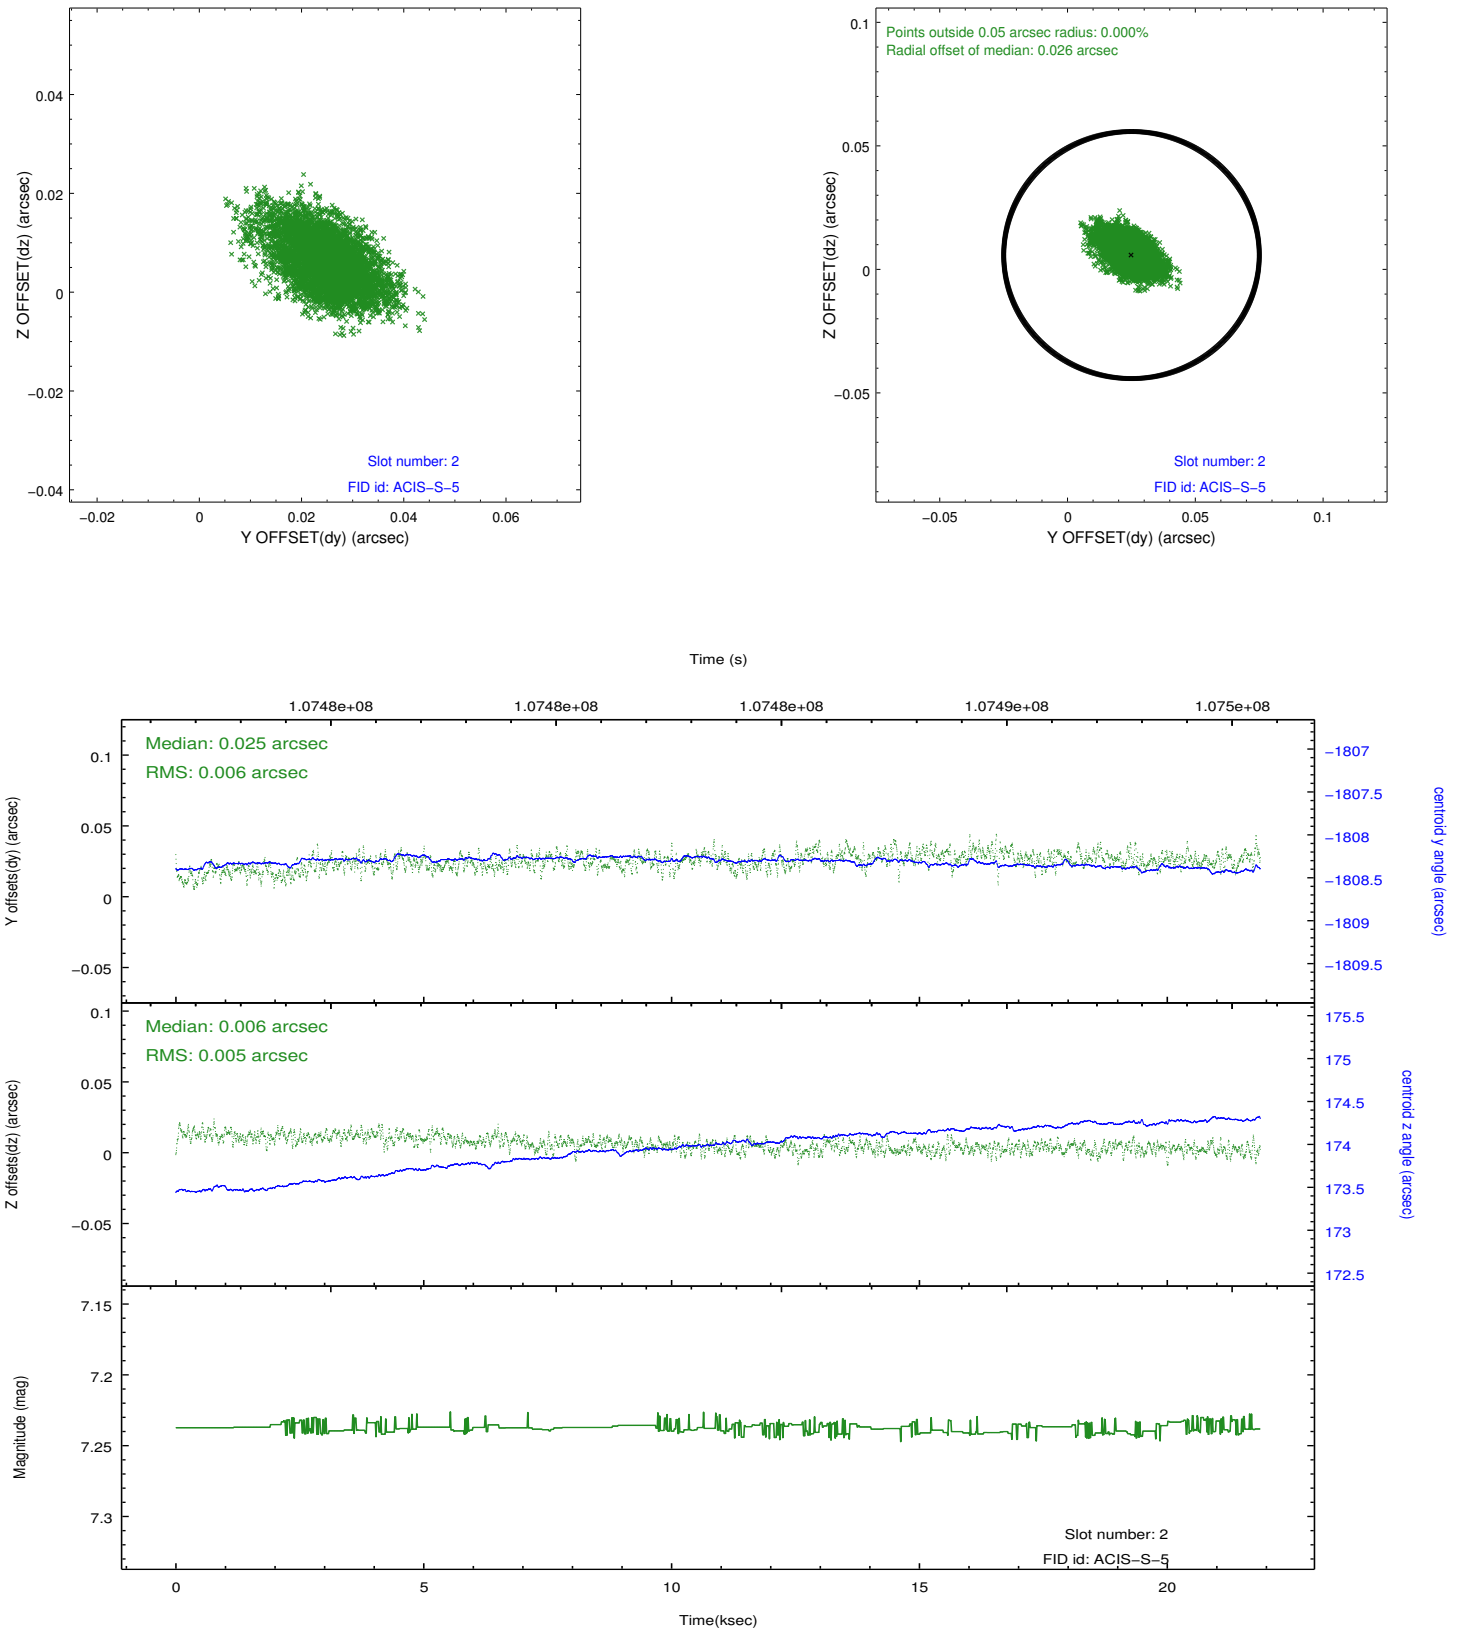 0.04
0.02
0
−0.02
−0.04
Z OFFSET(dz) (arcsec)
Slot number: 2
FID id: ACIS−S−5
−0.02 0 0.02 0.04 0.06
Y OFFSET(dy) (arcsec)
0.1
0.05
0
−0.05
Z OFFSET(dz) (arcsec)
Points outside 0.05 arcsec radius: 0.000%
Radial offset of median: 0.026 arcsec
Slot number: 2
FID id: ACIS−S−5
−0.05 0 0.05 0.1
Y OFFSET(dy) (arcsec)
Time (s)
1.0748e+08 1.0748e+08 1.0748e+08 1.0749e+08 1.075e+08
Median: 0.025 arcsec
RMS: 0.006 arcsec
0.1
0.05
0
−0.05
Y offsets(dy) (arcsec)
−1807
−1807.5
−1808
−1808.5
−1809
−1809.5
centroid y angle (arcsec)
Median: 0.006 arcsec
RMS: 0.005 arcsec
0.1
0.05
0
−0.05
Z offsets(dz) (arcsec)
175.5
175
174.5
174
173.5
173
172.5
centroid z angle (arcsec)
7.15
7.2
7.25
7.3
Magnitude (mag)
Slot number: 2
FID id: ACIS−S−5
0 5 10 15 20
Time(ksec)